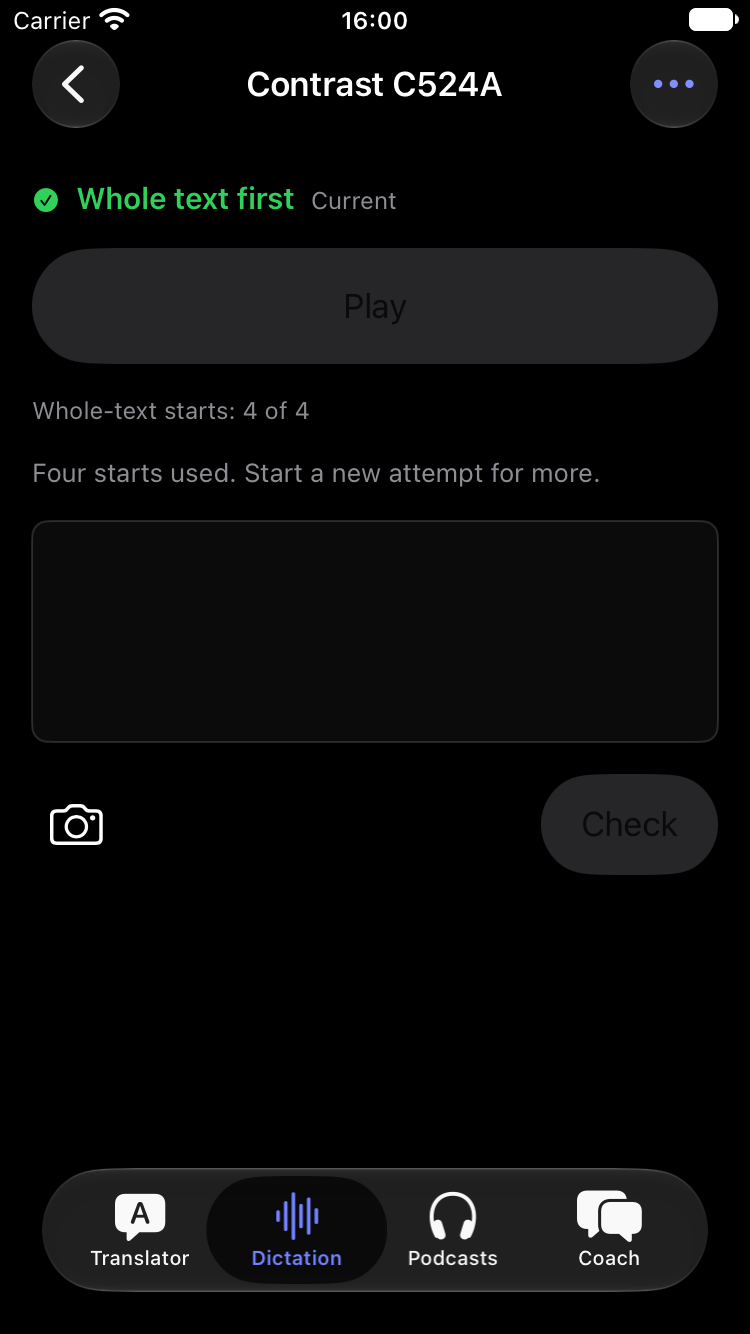 Carrier
16:00
Contrast C524A
Whole text first Current
Play
Whole-text starts: 4 of 4
Four starts used. Start a new attempt for more.
Check
A
Translator
Dictation
Podcasts
Coach